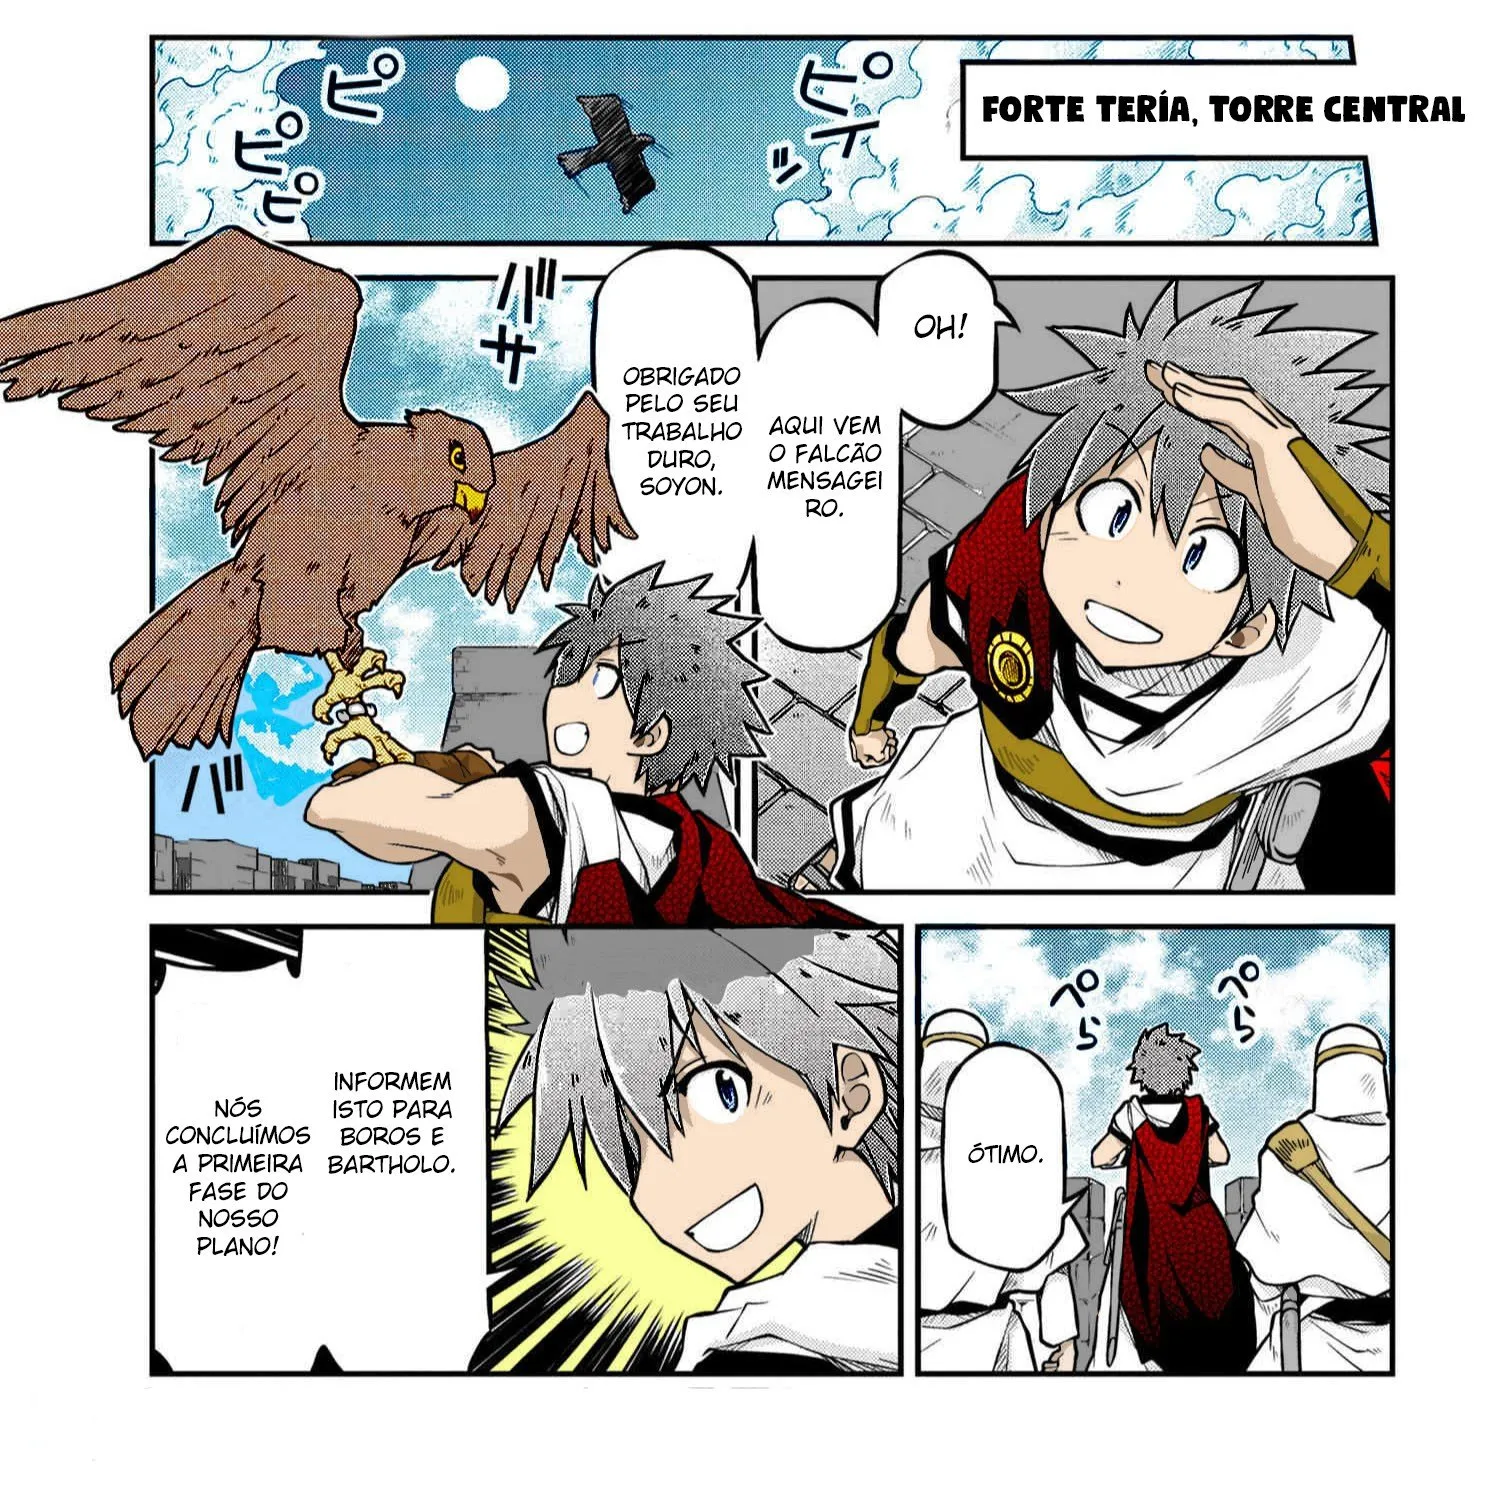 FORTE TERÍA, TORRE CENTRAL
ピピピ
ピ
ピィッ
OH!
AQUI VEM
O FALCÃO
MENSAGEI
RO.
OBRIGADO
PELO SEU
TRABALHO
DURO,
SOYON.
バサ
バ
ÓTIMO.
ぺら
ぺら
INFORMEM
ISTO PARA
BOROS E
BARTHOLO.
NÓS
CONCLUÍMOS
A PRIMEIRA
FASE DO
NOSSO
PLANO!